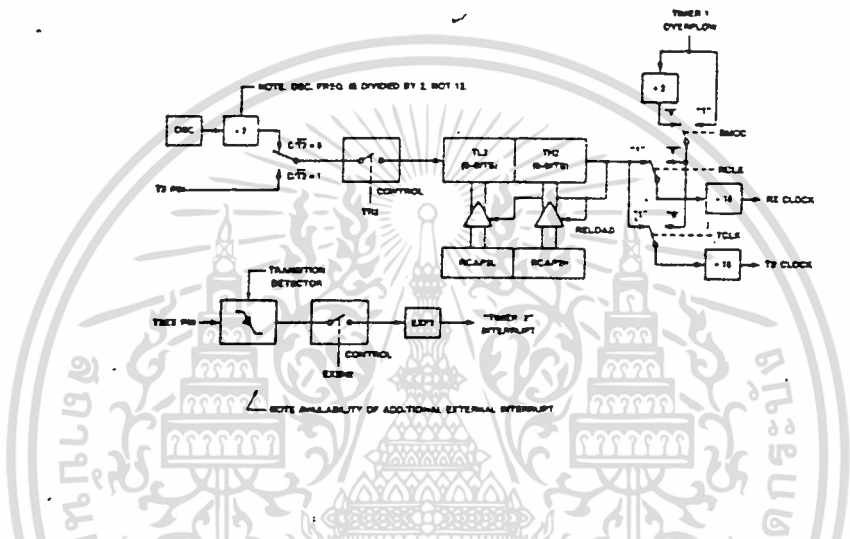 TIMER 1
OVERFLOW
NOTE: OSC. FREQ. IS DIVIDED BY 2, NOT 12.
÷ 2
"0"
"1"
OSC
÷ 2
C/T2 = 0
C/T2 = 1
TL2
(8-BITS)
TH2
(8-BITS)
SMOD
"1"
"0"
RCLK
T2 PIN
CONTROL
TR2
÷ 16
RX CLOCK
RELOAD
"1"
"0"
TCLK
RCAP2L
RCAP2H
÷ 16
TX CLOCK
TRANSITION
DETECTOR
T2EX PIN
EXF2
"TIMER 2"
INTERRUPT
CONTROL
EXEN2
NOTE AVAILABILITY OF ADDITIONAL EXTERNAL INTERRUPT